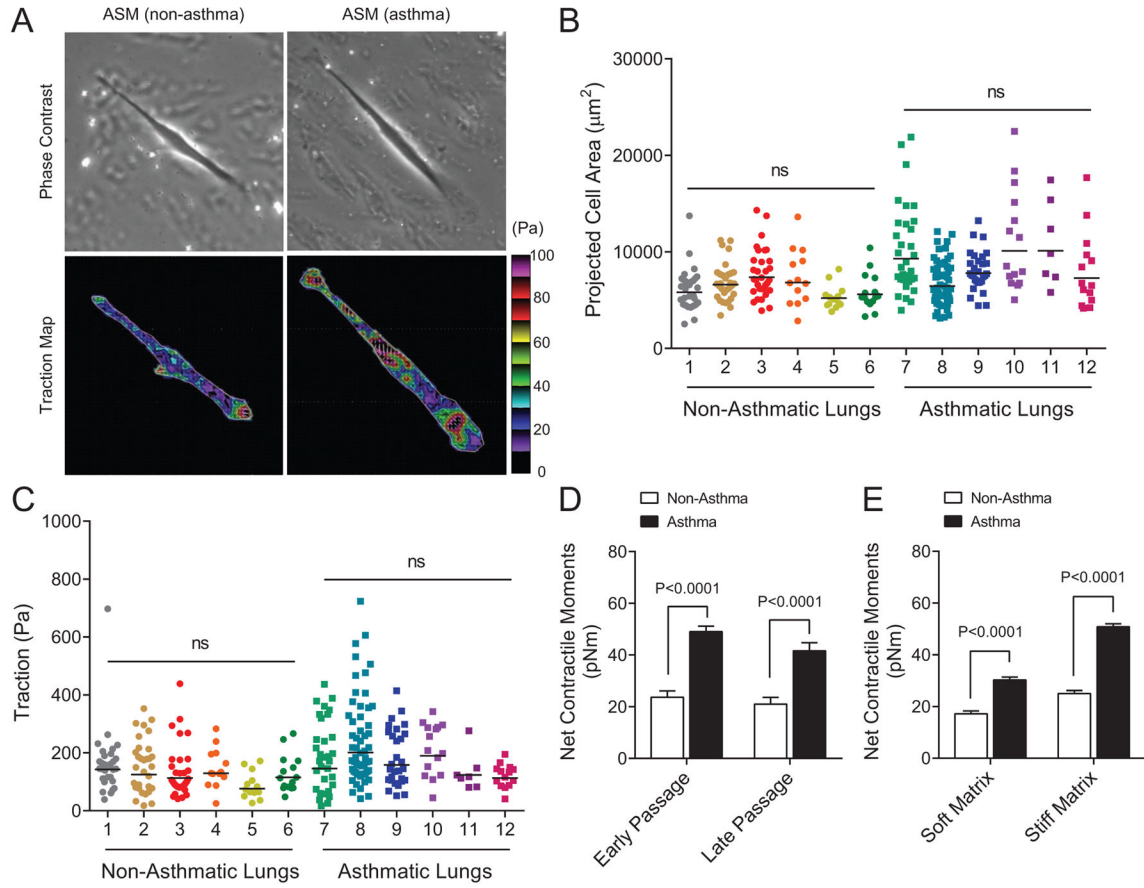 A
ASM (non-asthma)
ASM (asthma)
Phase Contrast
Traction Map
(Pa)
100
80
60
40
20
0
B
Projected Cell Area (μm²)
30000
20000
10000
0
ns
ns
1 2 3 4 5 6 7 8 9 10 11 12
Non-Asthmatic Lungs
Asthmatic Lungs
C
Traction (Pa)
1000
800
600
400
200
0
ns
ns
1 2 3 4 5 6 7 8 9 10 11 12
Non-Asthmatic Lungs
Asthmatic Lungs
D
Non-Asthma
Asthma
Net Contractile Moments
(pNm)
80
60
40
20
0
P<0.0001
P<0.0001
Early Passage
Late Passage
E
Non-Asthma
Asthma
Net Contractile Moments
(pNm)
80
60
40
20
0
P<0.0001
P<0.0001
Soft Matrix
Stiff Matrix